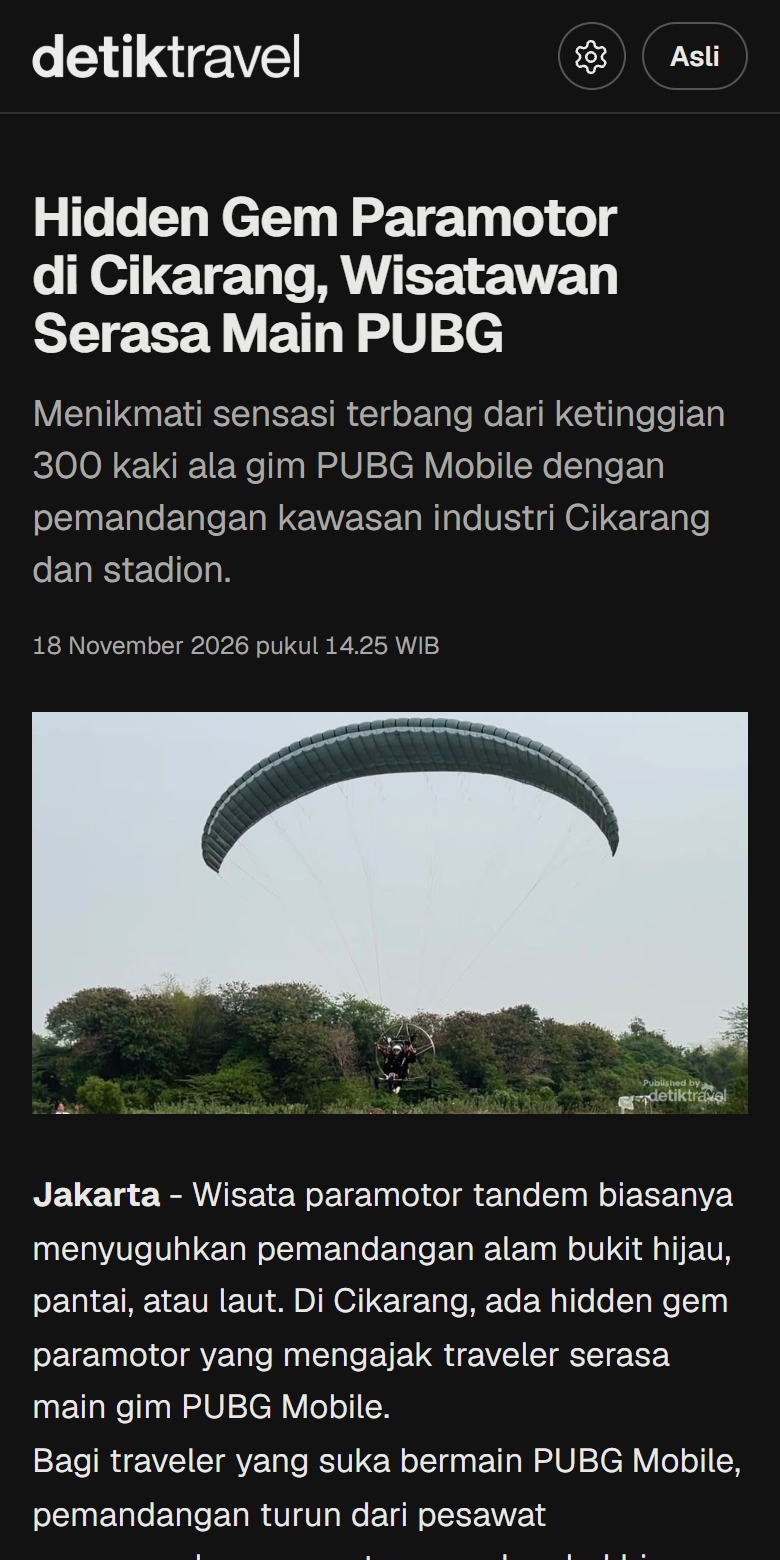 detiktravel
Asli
Hidden Gem Paramotor
di Cikarang, Wisatawan
Serasa Main PUBG
Menikmati sensasi terbang dari ketinggian
300 kaki ala gim PUBG Mobile dengan
pemandangan kawasan industri Cikarang
dan stadion.
18 November 2026 pukul 14.25 WIB
Published by
detiktravel
Jakarta - Wisata paramotor tandem biasanya
menyuguhkan pemandangan alam bukit hijau,
pantai, atau laut. Di Cikarang, ada hidden gem
paramotor yang mengajak traveler serasa
main gim PUBG Mobile.
Bagi traveler yang suka bermain PUBG Mobile,
pemandangan turun dari pesawat